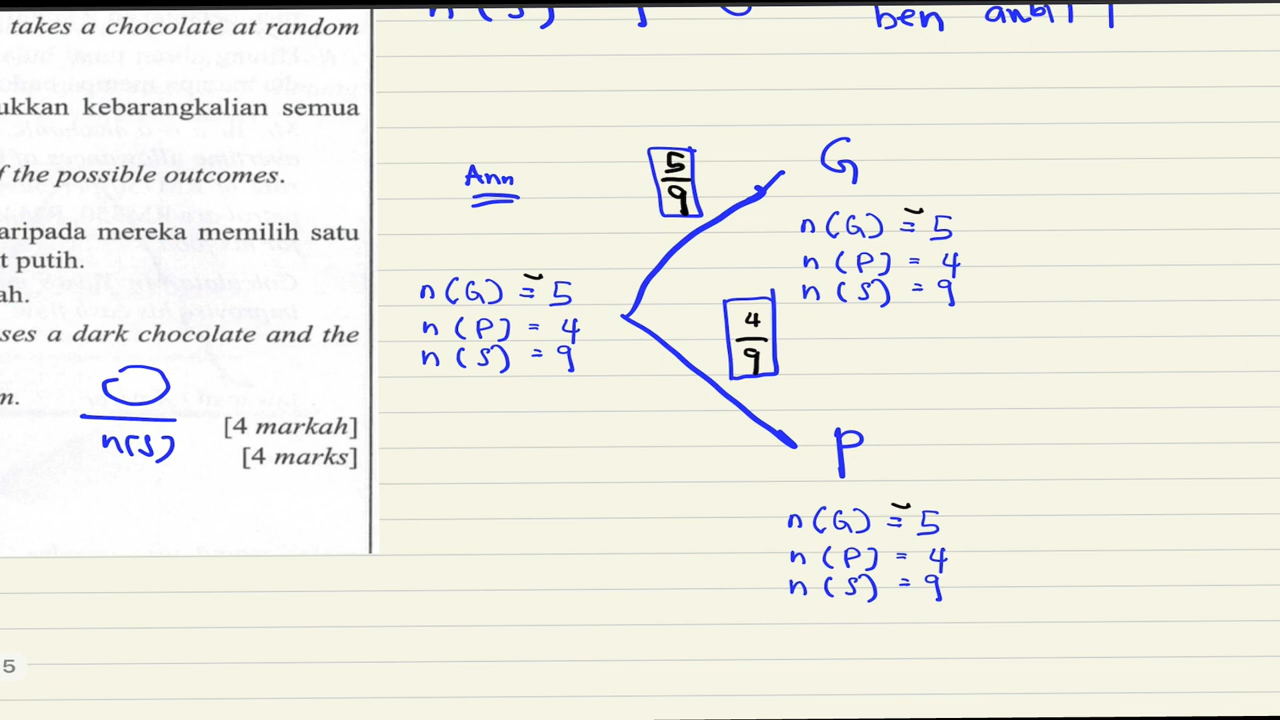 takes a chocolate at random
ukkan kebarangkalian semua
f the possible outcomes.
aripada mereka memilih satu
t putih.
ah.
ses a dark chocolate and the
n.
n(S)
[4 markah]
[4 marks]
5
n(S)
ben ambil 1
Ann
n(G) = 5
n(P) = 4
n(S) = 9
5/9
4/9
G
n(G) = 5
n(P) = 4
n(S) = 9
P
n(G) = 5
n(P) = 4
n(S) = 9